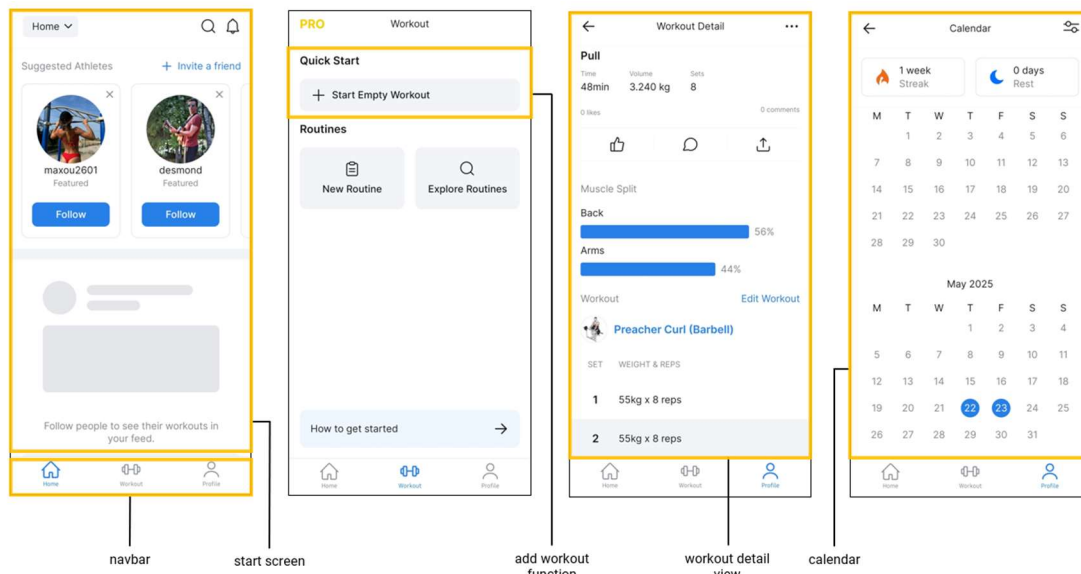 Home
Suggested Athletes + Invite a friend
maxou2601 desmond
Featured Featured
Follow Follow
Follow people to see their workouts in
your feed.
Home Workout Profile
PRO Workout
Quick Start
+ Start Empty Workout
Routines
New Routine Explore Routines
How to get started
Home Workout Profile
Workout Detail
Pull
Time Volume Sets
48min 3.240 kg 8
0 likes 0 comments
Muscle Split
Back
56%
Arms
44%
Workout Edit Workout
Preacher Curl (Barbell)
SET WEIGHT & REPS
1 55kg x 8 reps
2 55kg x 8 reps
Home Workout Profile
Calendar
1 week 0 days
Streak Rest
M T W T F S S
1 2 3 4 5 6
7 8 9 10 11 12 13
14 15 16 17 18 19 20
21 22 23 24 25 26 27
28 29 30
May 2025
M T W T F S S
1 2 3 4
5 6 7 8 9 10 11
12 13 14 15 16 17 18
19 20 21 22 23 24 25
26 27 28 29 30 31
Home Workout Profile
navbar
start screen
add workout
function
workout detail
view
calendar